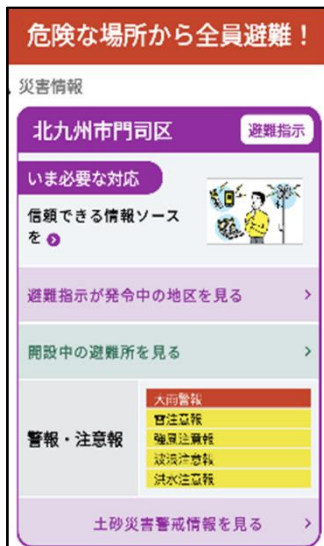 危険な場所から全員避難！
災害情報
北九州市門司区
避難指示
いま必要な対応
信頼できる情報ソース
を
避難指示が発令中の地区を見る
開設中の避難所を見る
警報・注意報
大雨警報
雷注意報
強風注意報
波浪注意報
洪水注意報
土砂災害警戒情報を見る